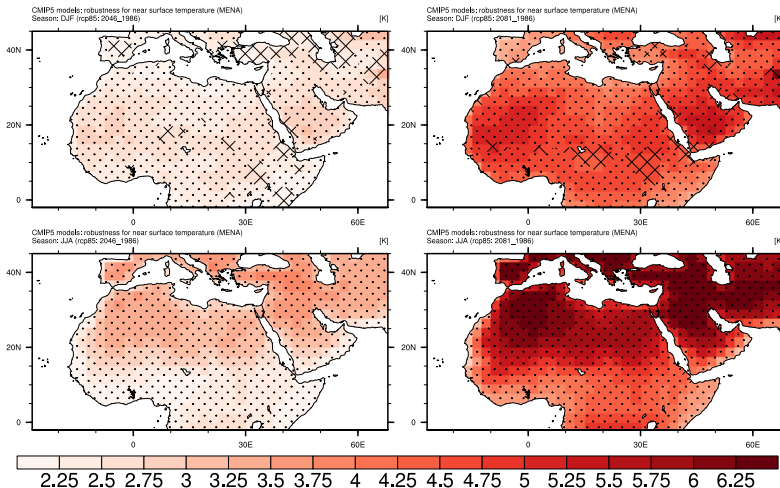 CMIP5 models: robustness for near surface temperature (MENA)
Season: DJF (rcp85: 2046_1986) [K]
40N
20N
0
0 30E 60E
CMIP5 models: robustness for near surface temperature (MENA)
Season: DJF (rcp85: 2081_1986) [K]
40N
20N
0
0 30E 60E
CMIP5 models: robustness for near surface temperature (MENA)
Season: JJA (rcp85: 2046_1986) [K]
40N
20N
0
0 30E 60E
CMIP5 models: robustness for near surface temperature (MENA)
Season: JJA (rcp85: 2081_1986) [K]
40N
20N
0
0 30E 60E
2.25 2.5 2.75 3 3.25 3.5 3.75 4 4.25 4.5 4.75 5 5.25 5.5 5.75 6 6.25